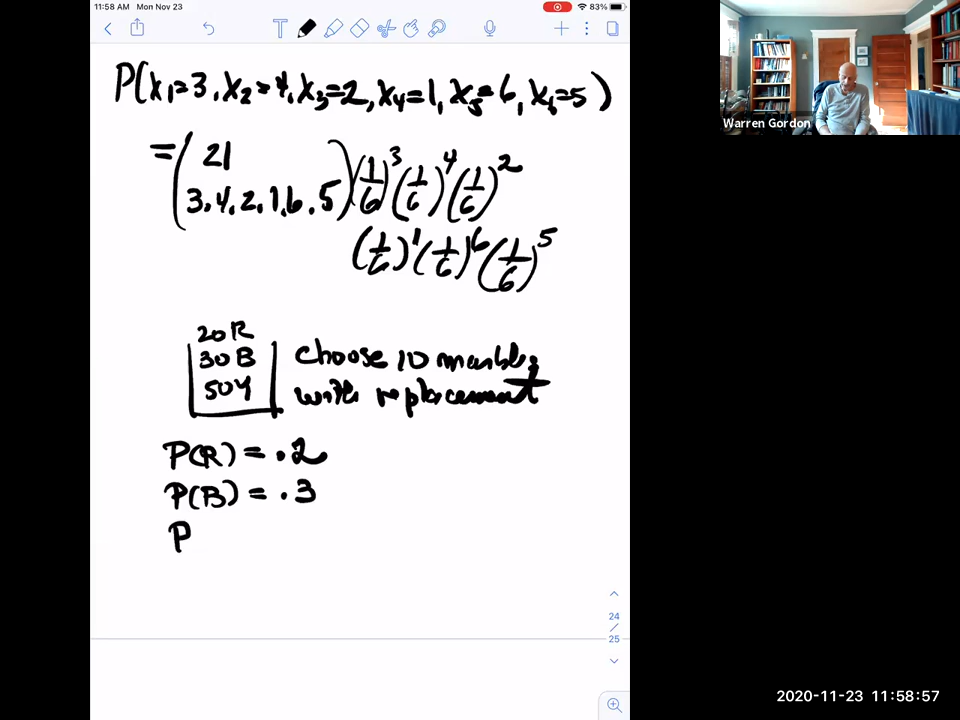 11:58 AM Mon Nov 23
83%
P(x₁=3, x₂=4, x₃=2, x₄=1, x₅=6, x₆=5)
=(21
3,4,2,1,6,5)(1/6)³(1/6)⁴(1/6)²
(1/6)¹(1/6)⁶(1/6)⁵
20R
30B choose 10 marbles
50Y with replacement
P(R) = .2
P(B) = .3
P
24
/
25
Warren Gordon
2020-11-23 11:58:57